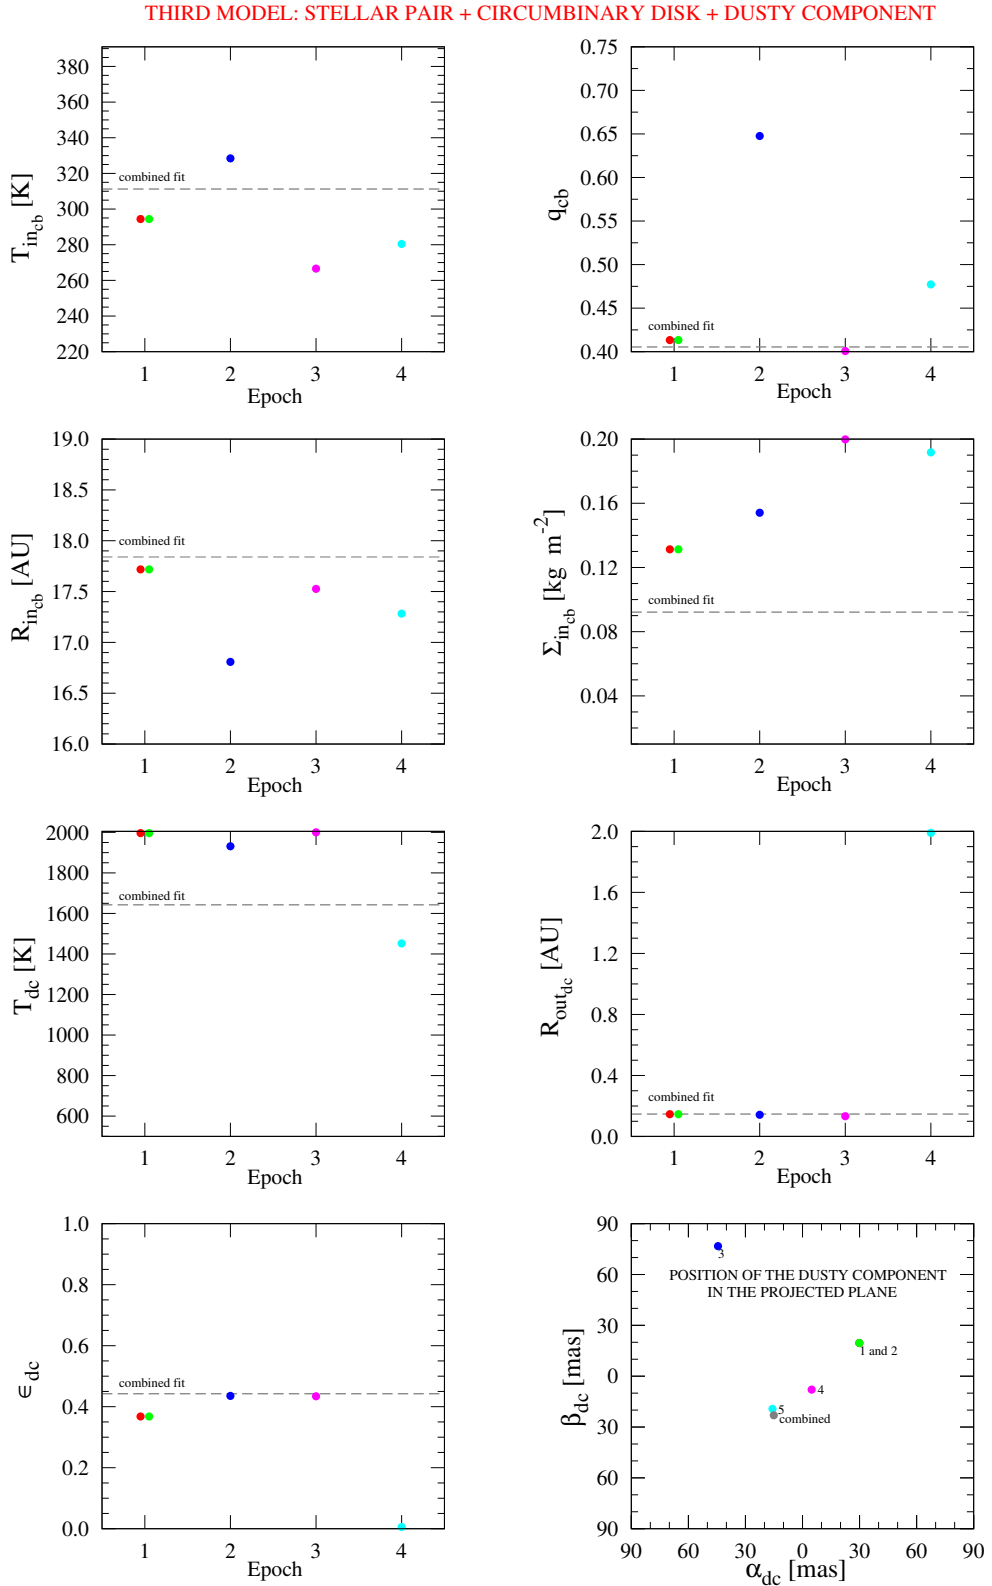 THIRD MODEL: STELLAR PAIR + CIRCUMBINARY DISK + DUSTY COMPONENT
T_in_cb [K]
380
360
340
320
300
280
260
240
220
combined fit
1 2 3 4
Epoch
q_cb
0.75
0.70
0.65
0.60
0.55
0.50
0.45
0.40
combined fit
1 2 3 4
Epoch
R_in_cb [AU]
19.0
18.5
18.0
17.5
17.0
16.5
16.0
combined fit
1 2 3 4
Epoch
Σ_in_cb [kg m⁻²]
0.20
0.16
0.12
0.08
0.04
combined fit
1 2 3 4
Epoch
T_dc [K]
2000
1800
1600
1400
1200
1000
800
600
combined fit
1 2 3 4
Epoch
R_out_dc [AU]
2.0
1.6
1.2
0.8
0.4
0.0
combined fit
1 2 3 4
Epoch
ϵ_dc
1.0
0.8
0.6
0.4
0.2
0.0
combined fit
1 2 3 4
Epoch
β_dc [mas]
90
60
30
0
30
60
90
3
POSITION OF THE DUSTY COMPONENT
IN THE PROJECTED PLANE
1 and 2
4
5
combined
90 60 30 0 30 60 90
α_dc [mas]